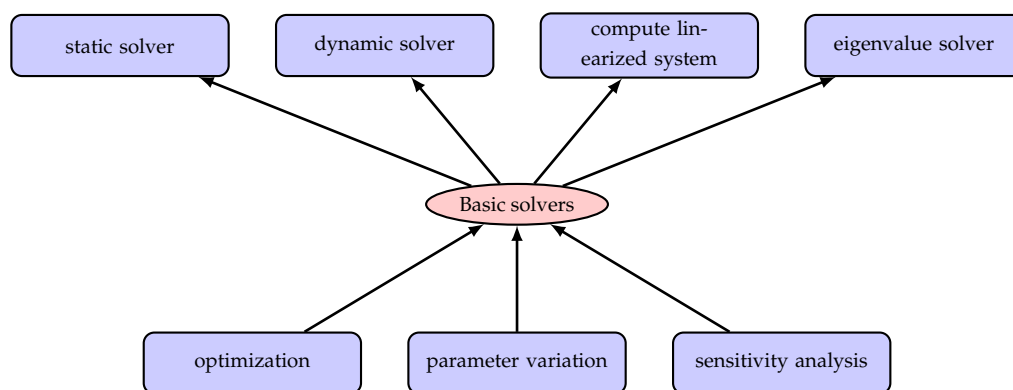 static solver
dynamic solver
compute lin-
earized system
eigenvalue solver
Basic solvers
optimization
parameter variation
sensitivity analysis